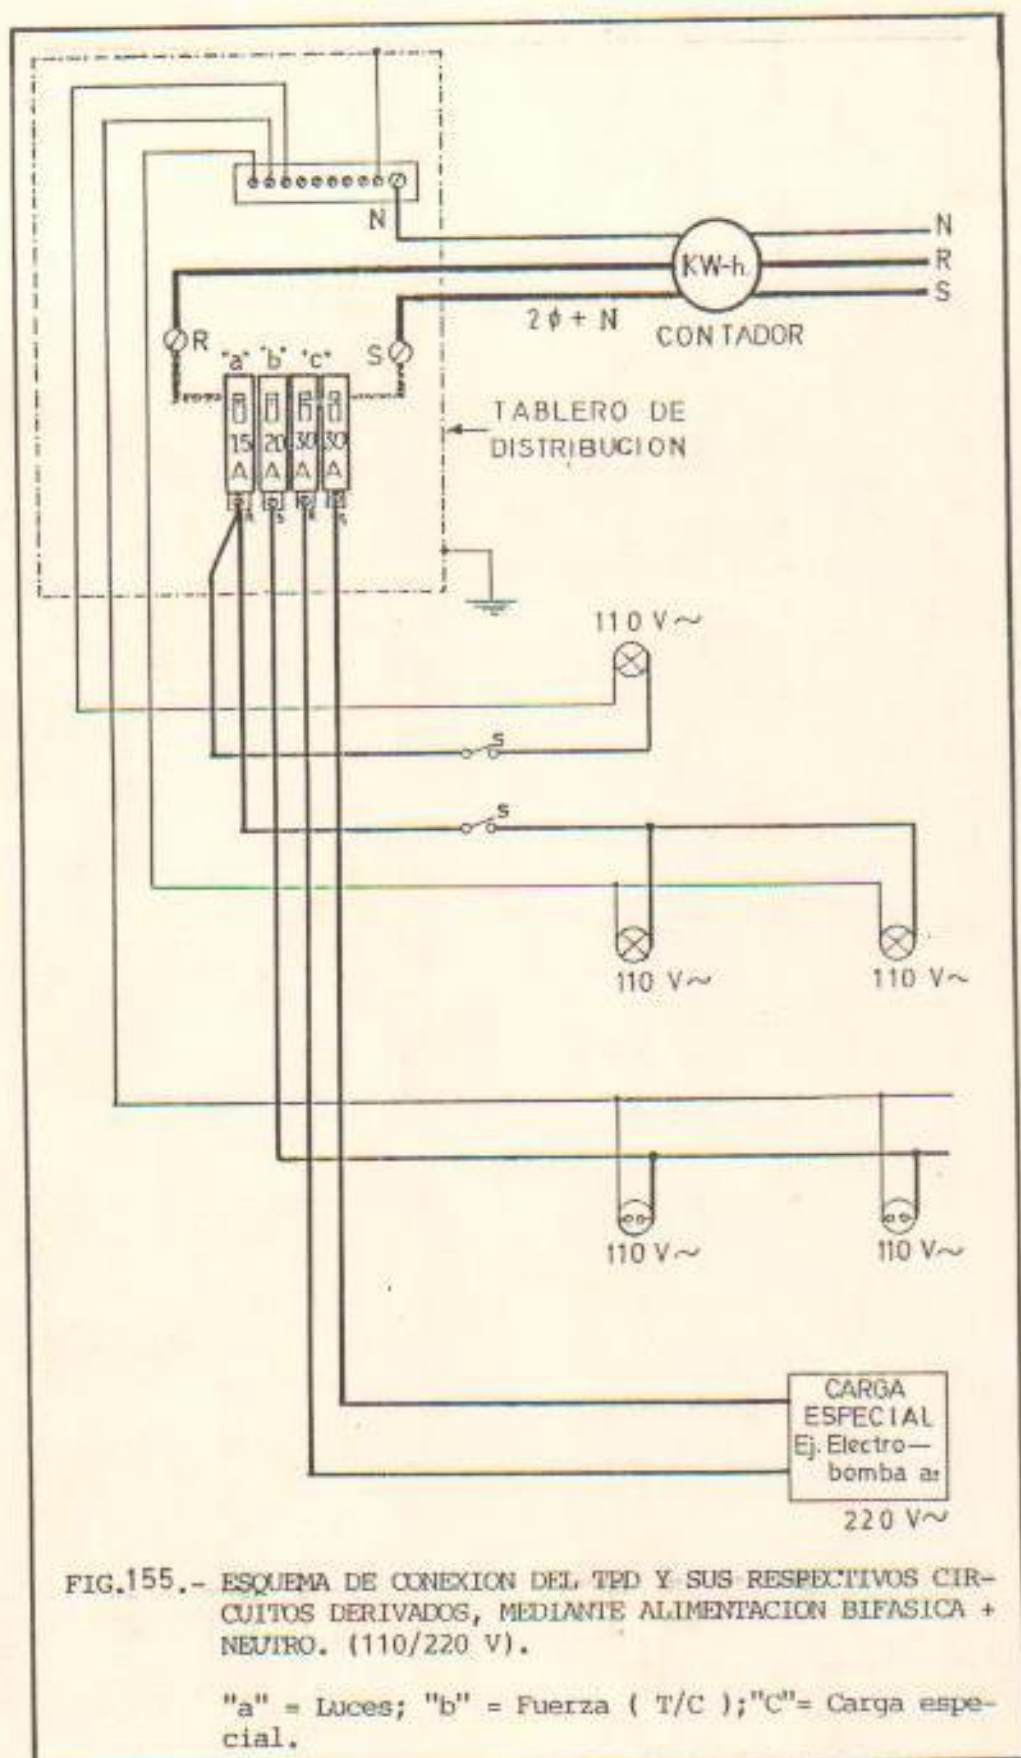 N
N
R
S
KW-h.
2ϕ + N
CONTADOR
R
S
"a" "b" "c"
15 A
20 A
30 A
30 A
TABLERO DE
DISTRIBUCION
110 V~
s
s
110 V~
110 V~
110 V~
110 V~
CARGA
ESPECIAL
Ej. Electro—
bomba
220 V~
FIG.155.- ESQUEMA DE CONEXION DEL TPD Y SUS RESPECTIVOS CIR-
CUITOS DERIVADOS, MEDIANTE ALIMENTACION BIFASICA +
NEUTRO. (110/220 V).
"a" = Luces; "b" = Fuerza ( T/C );"C"= Carga espe-
cial.